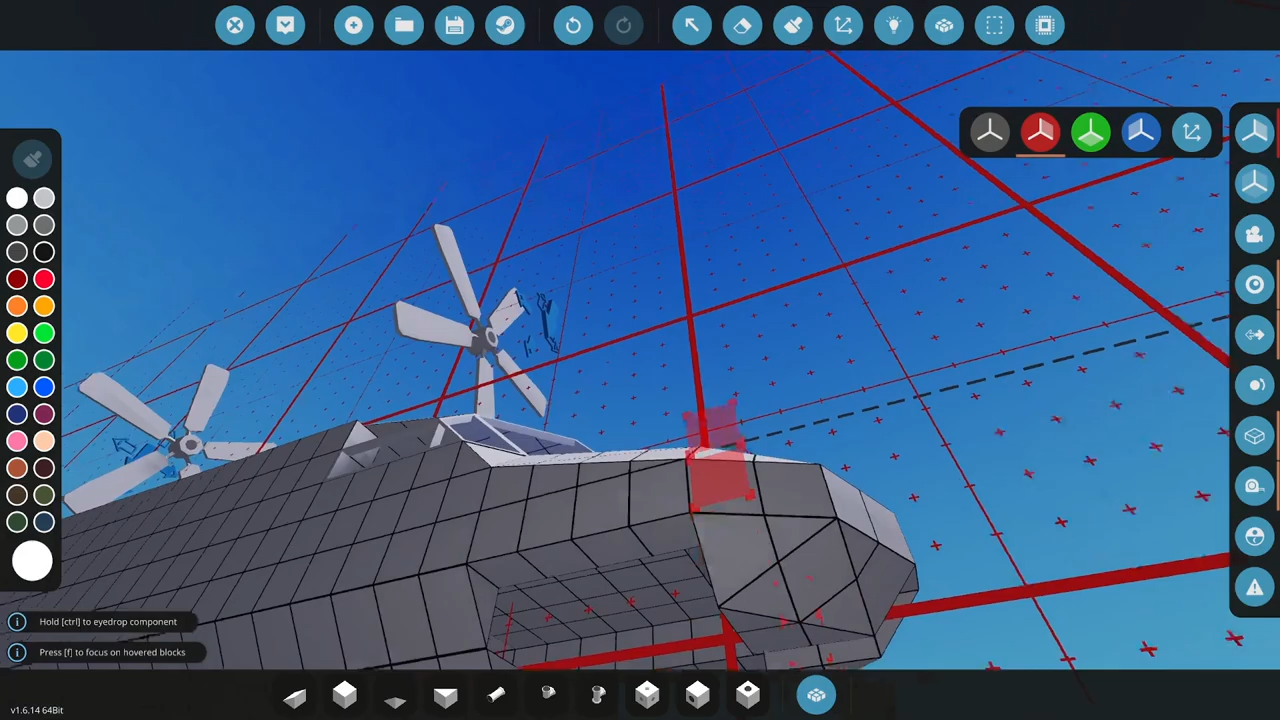 Hold [ctrl] to eyedrop component
Press [f] to focus on hovered blocks
v1.6.14 64Bit